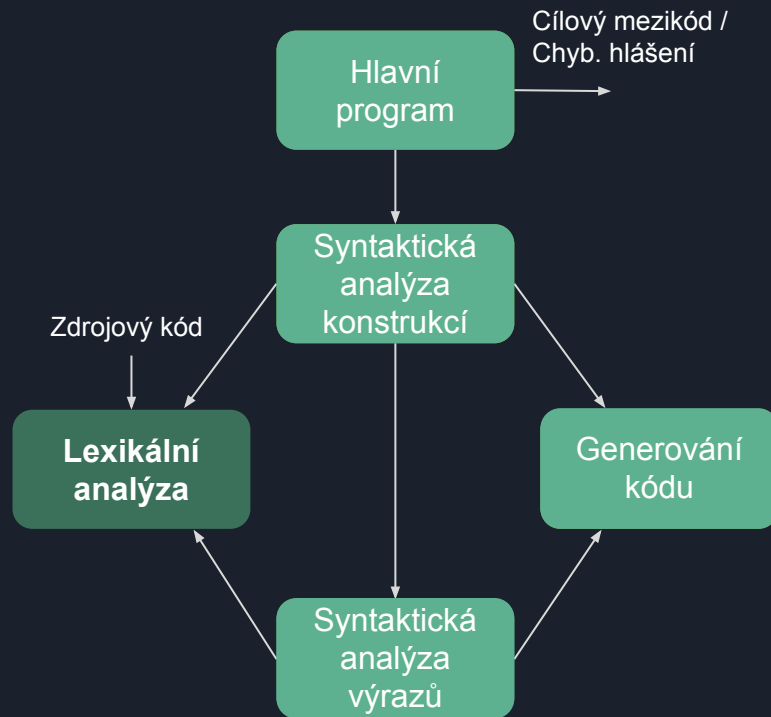 Cílový mezikód /
Chyb. hlášení
Hlavní
program
Syntaktická
analýza
konstrukcí
Zdrojový kód
Lexikální
analýza
Generování
kódu
Syntaktická
analýza
výrazů